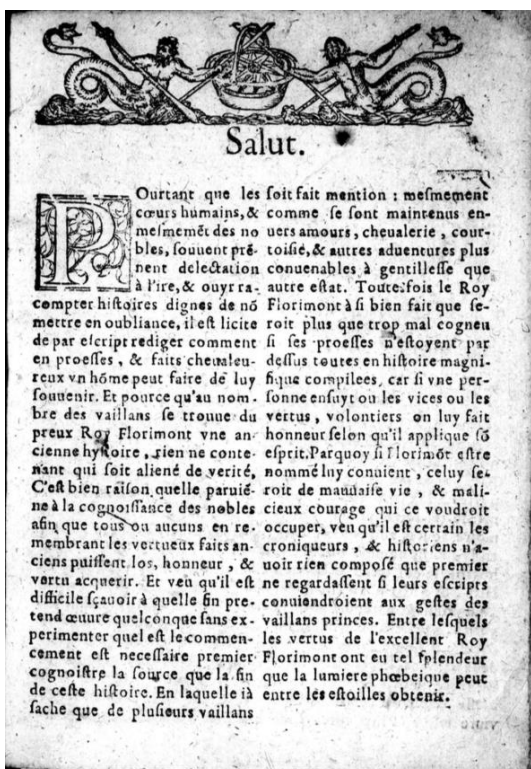 Salut.
POurtant que les
cœurs humains, &
mesmemẽt des no
bles, souuent prẽ-
nent delectation
à l'ire, & ouyr ra-
compter histoires dignes de nõ
mettre en oubliance, il est licite
de par escript rediger comment
en proesses, & faits cheualeu-
reux vn hõme peut faire de luy
souuenir. Et pource qu'au nom-
bre des vaillans se trouue du
preux Roy Florimont vne an-
cienne hystoire, rien ne conte-
nant qui soit aliené de verité,
C'est bien raison quelle paruiẽ-
ne à la cognoissance des nobles
afin que tous ou aucuns en re-
membrant les vertueux faits an-
ciens puissent los, honneur, &
vertu acquerir. Et veu qu'il est
difficile sçauoir à quelle fin pre-
tend œuure quelconque sans ex-
perimenter quel est le commen-
cement est necessaire premier
cognoistre la source que la fin
de ceste histoire. En laquelle ià
sache que de plusieurs vaillans
soit fait mention : mesmement
comme se sont maintenus en-
uers amours, cheualerie, cour-
toisie, & autres aduentures plus
conuenables à gentillesse que
autre estat. Toutefois le Roy
Florimont à si bien fait que se-
roit plus que trop mal cogneu
si ses proesses n'estoyent par
dessus toutes en histoire magni-
fique compilees, car si vne per-
sonne ensuyt ou les vices ou les
vertus, volontiers on luy fait
honneur selon qu'il applique sõ
esprit. Parquoy si Florimõt estre
nommé luy conuient, celuy se-
roit de mauuaise vie, & mali-
cieux courage qui ce voudroit
occuper, veu qu'il est certain les
croniqueurs, & historiens n'a-
uoir rien composé que premier
ne regardassent si leurs escripts
conuiendroient aux gestes des
vaillans princes. Entre lesquels
les vertus de l'excellent Roy
Florimont ont eu tel splendeur
que la lumiere phœbeique peut
entre les estoilles obtenir.